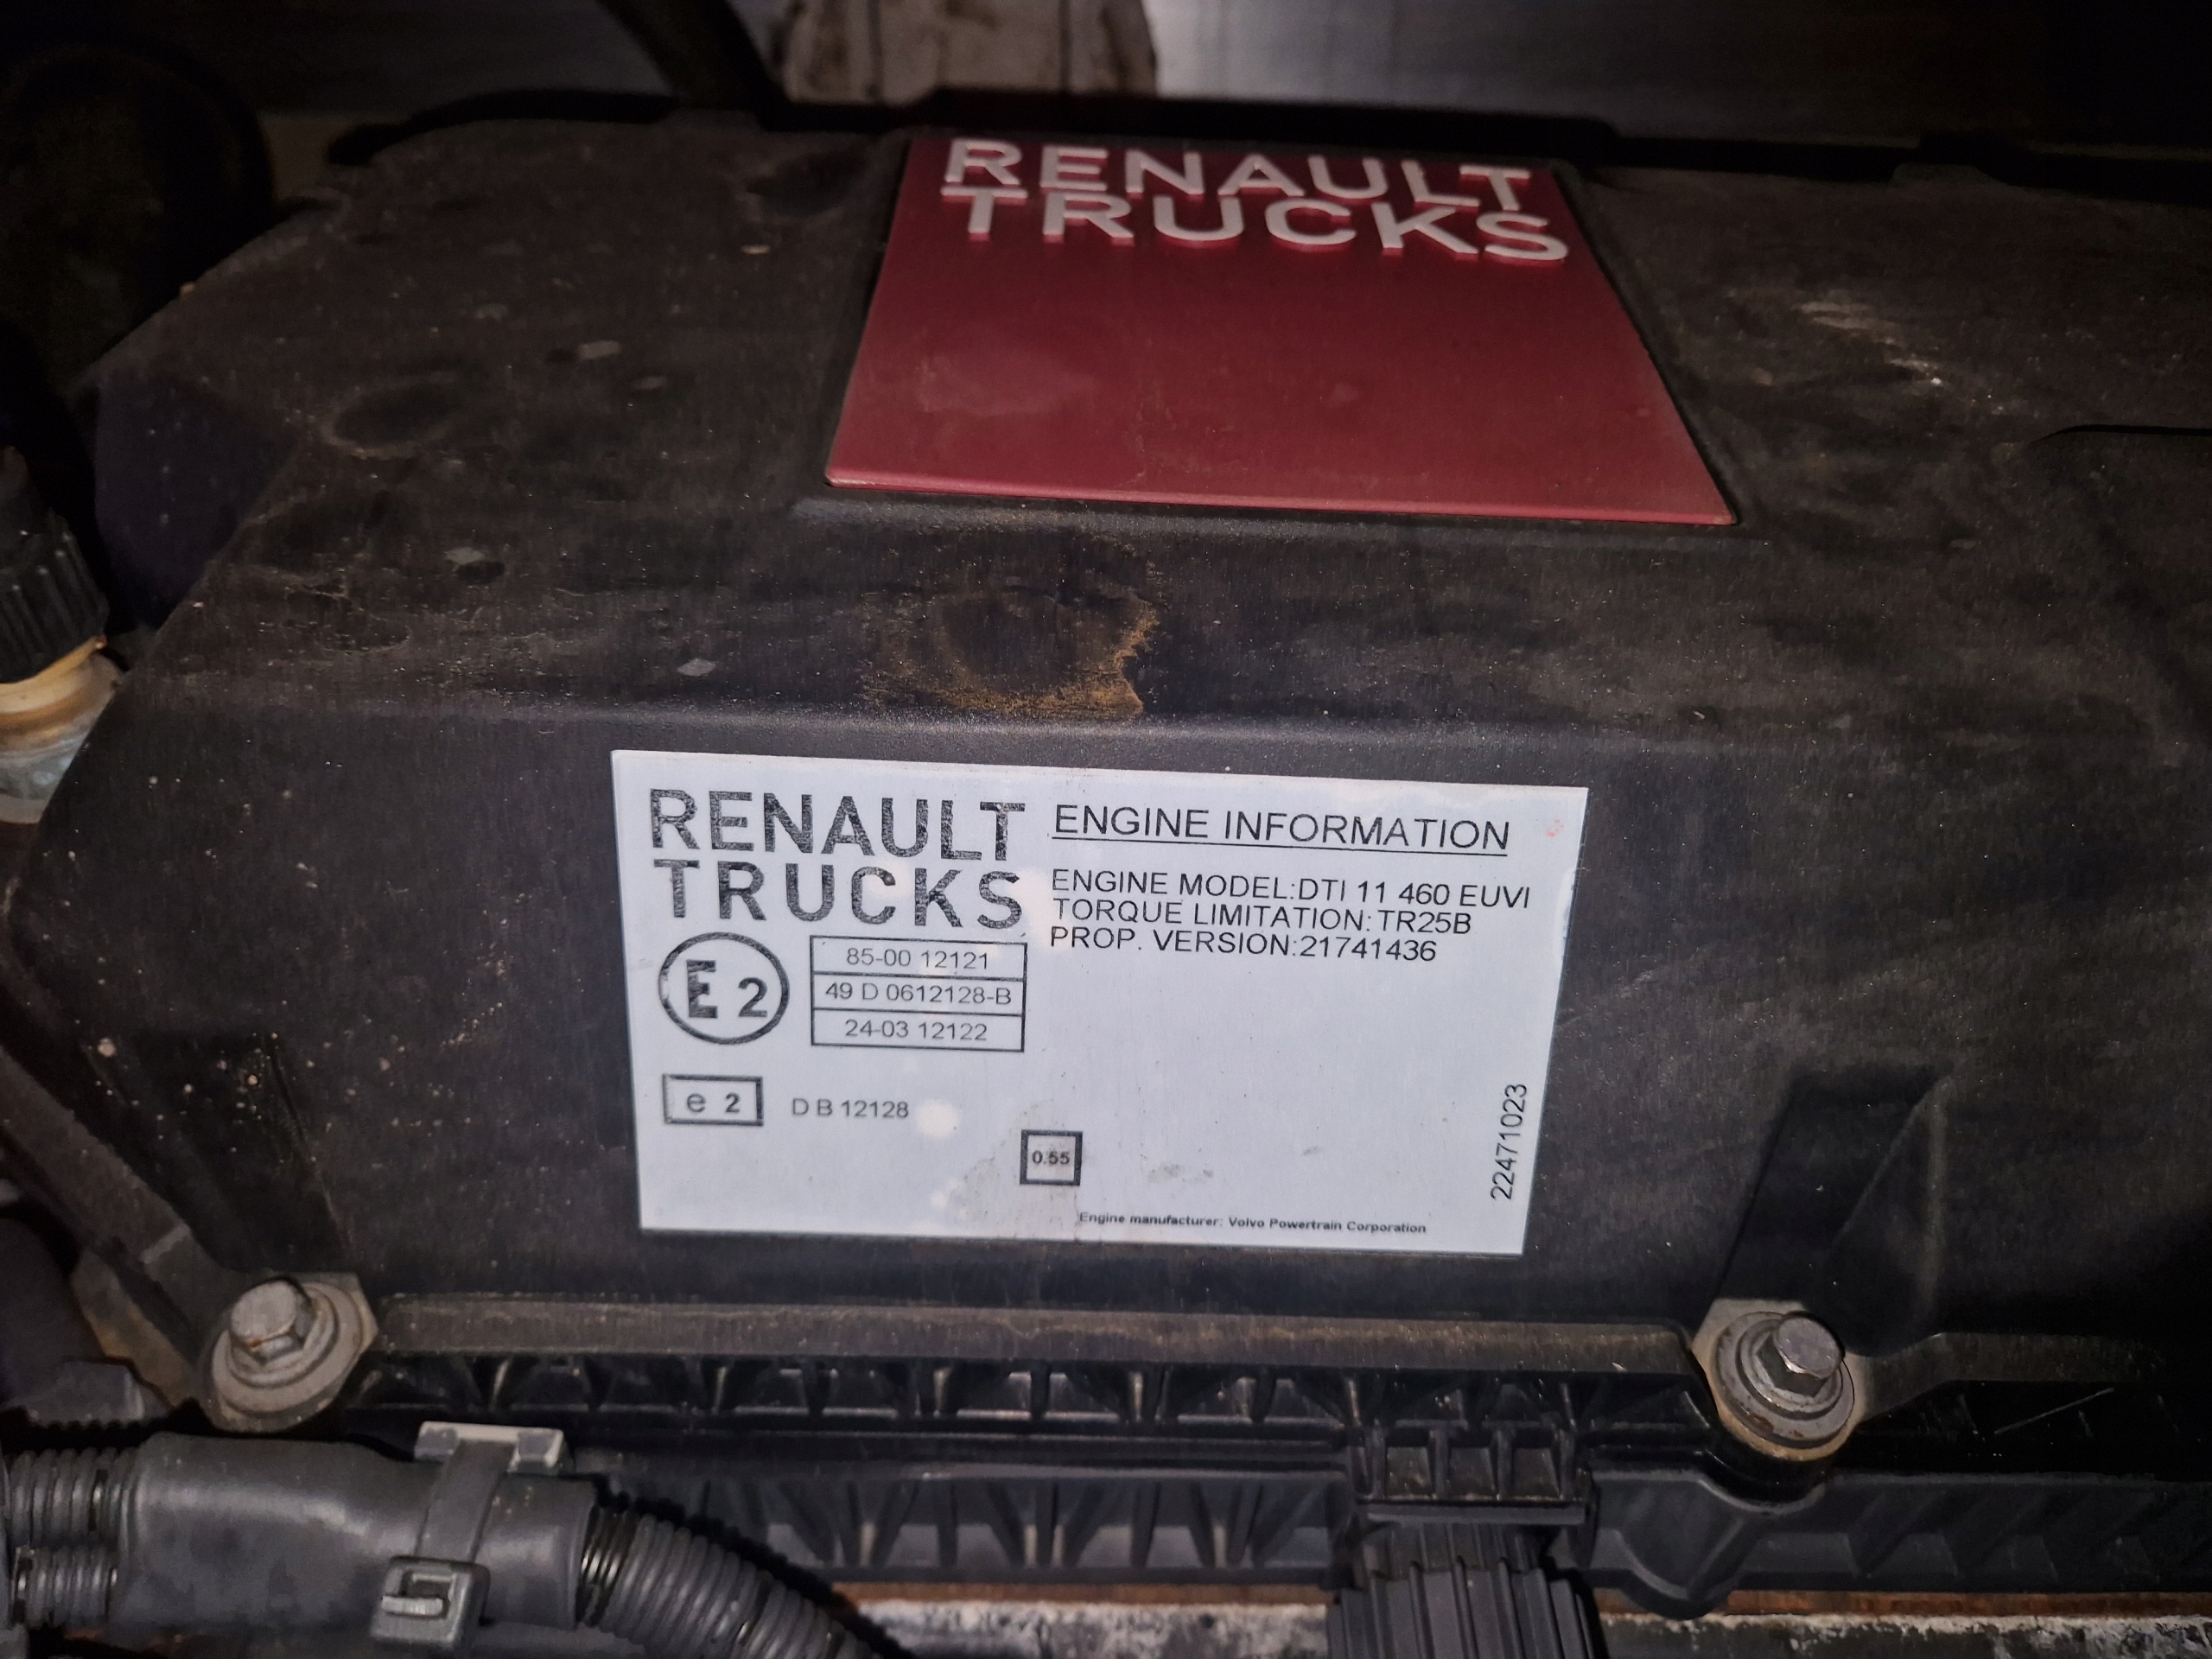 RENAULT
TRUCKS
RENAULT
TRUCKS
ENGINE INFORMATION
ENGINE MODEL:DTI 11 460 EUVI
TORQUE LIMITATION:TR25B
PROP. VERSION:21741436
E 2
85-00 12121
49 D 0612128-B
24-03 12122
e 2
D B 12128
0.55
22471023
Engine manufacturer: Volvo Powertrain Corporation